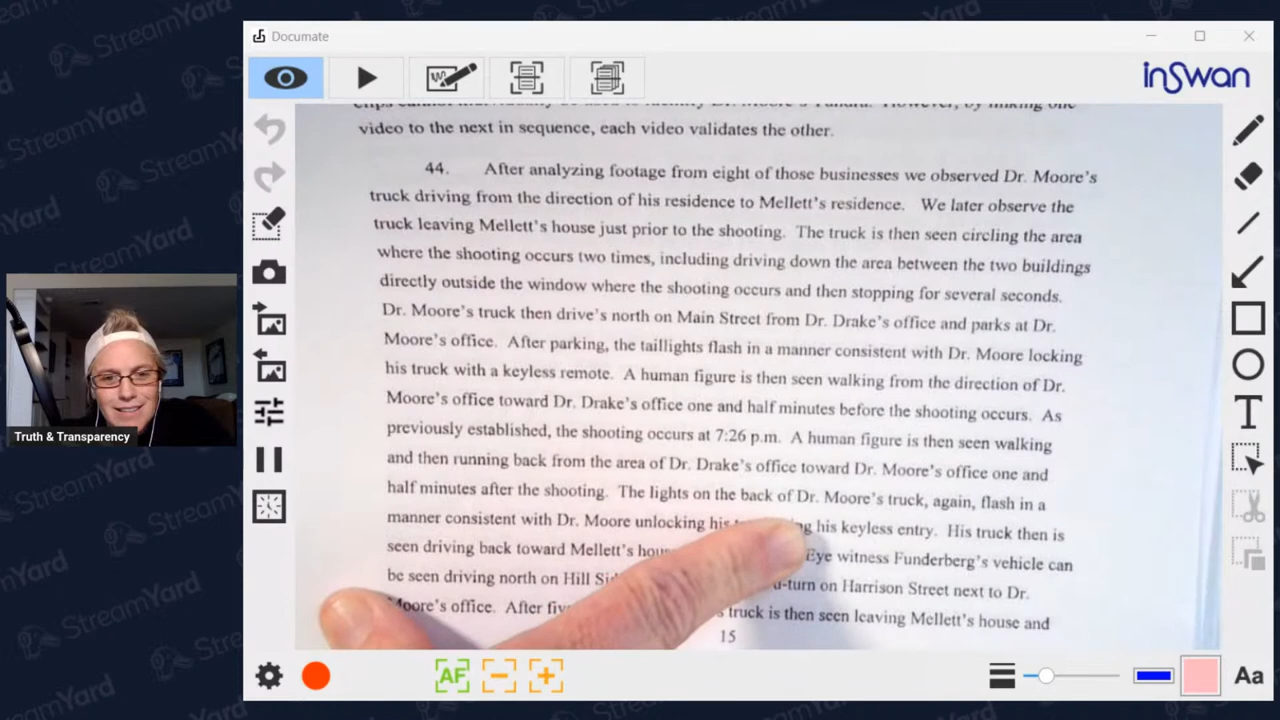 StreamYard
Documate
inSwan
video to the next in sequence, each video validates the other.
44. After analyzing footage from eight of those businesses we observed Dr. Moore's
truck driving from the direction of his residence to Mellett's residence. We later observe the
truck leaving Mellett's house just prior to the shooting. The truck is then seen circling the area
where the shooting occurs two times, including driving down the area between the two buildings
directly outside the window where the shooting occurs and then stopping for several seconds.
Dr. Moore's truck then drive's north on Main Street from Dr. Drake's office and parks at Dr.
Moore's office. After parking, the taillights flash in a manner consistent with Dr. Moore locking
his truck with a keyless remote. A human figure is then seen walking from the direction of Dr.
Moore's office toward Dr. Drake's office one and half minutes before the shooting occurs. As
previously established, the shooting occurs at 7:26 p.m. A human figure is then seen walking
and then running back from the area of Dr. Drake's office toward Dr. Moore's office one and
half minutes after the shooting. The lights on the back of Dr. Moore's truck, again, flash in a
manner consistent with Dr. Moore unlocking his his keyless entry. His truck then is
seen driving back toward Mellett's Eye witness Funderberg's vehicle can
be seen driving north on Hill u-turn on Harrison Street next to Dr.
Moore's office. After truck is then seen leaving Mellett's house and
15
Truth & Transparency
AF
T
Aa